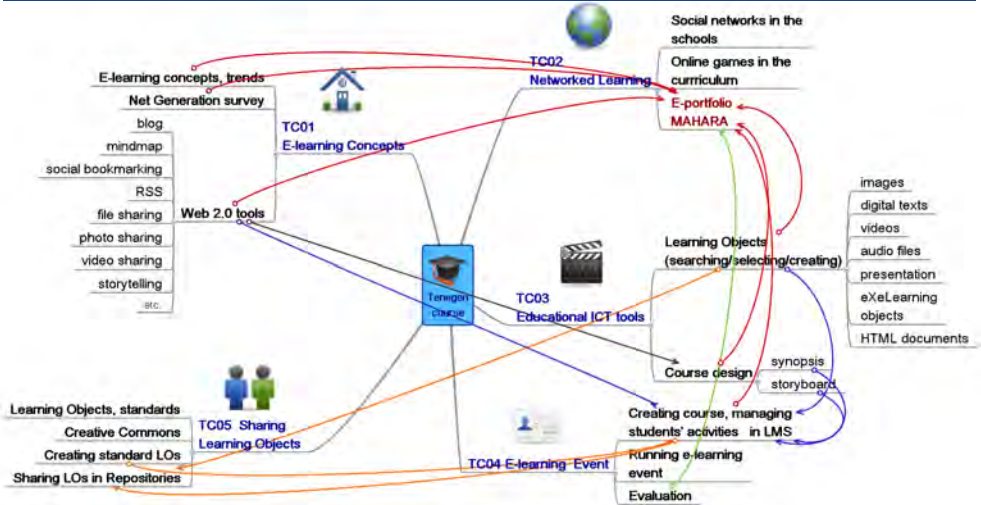 Tenegen
course
TC01
E-learning Concepts
E-learning concepts, trends
Net Generation survey
Web 2.0 tools
blog
mindmap
social bookmarking
RSS
file sharing
photo sharing
video sharing
storytelling
etc.
TC02
Networked Learning
Social networks in the
schools
Online games in the
currriculum
E-portfolio
MAHARA
TC03
Educational ICT tools
Learning Objects
(searching/selecting/creating)
images
digital texts
videos
audio files
presentation
eXeLearning
objects
HTML documents
Course design
synopsis
storyboard
TC04 E-learning Event
Creating course, managing
students' activities in LMS
Running e-learning
event
Evaluation
TC05 Sharing
Learning Objects
Learning Objects, standards
Creative Commons
Creating standard LOs
Sharing LOs in Repositories